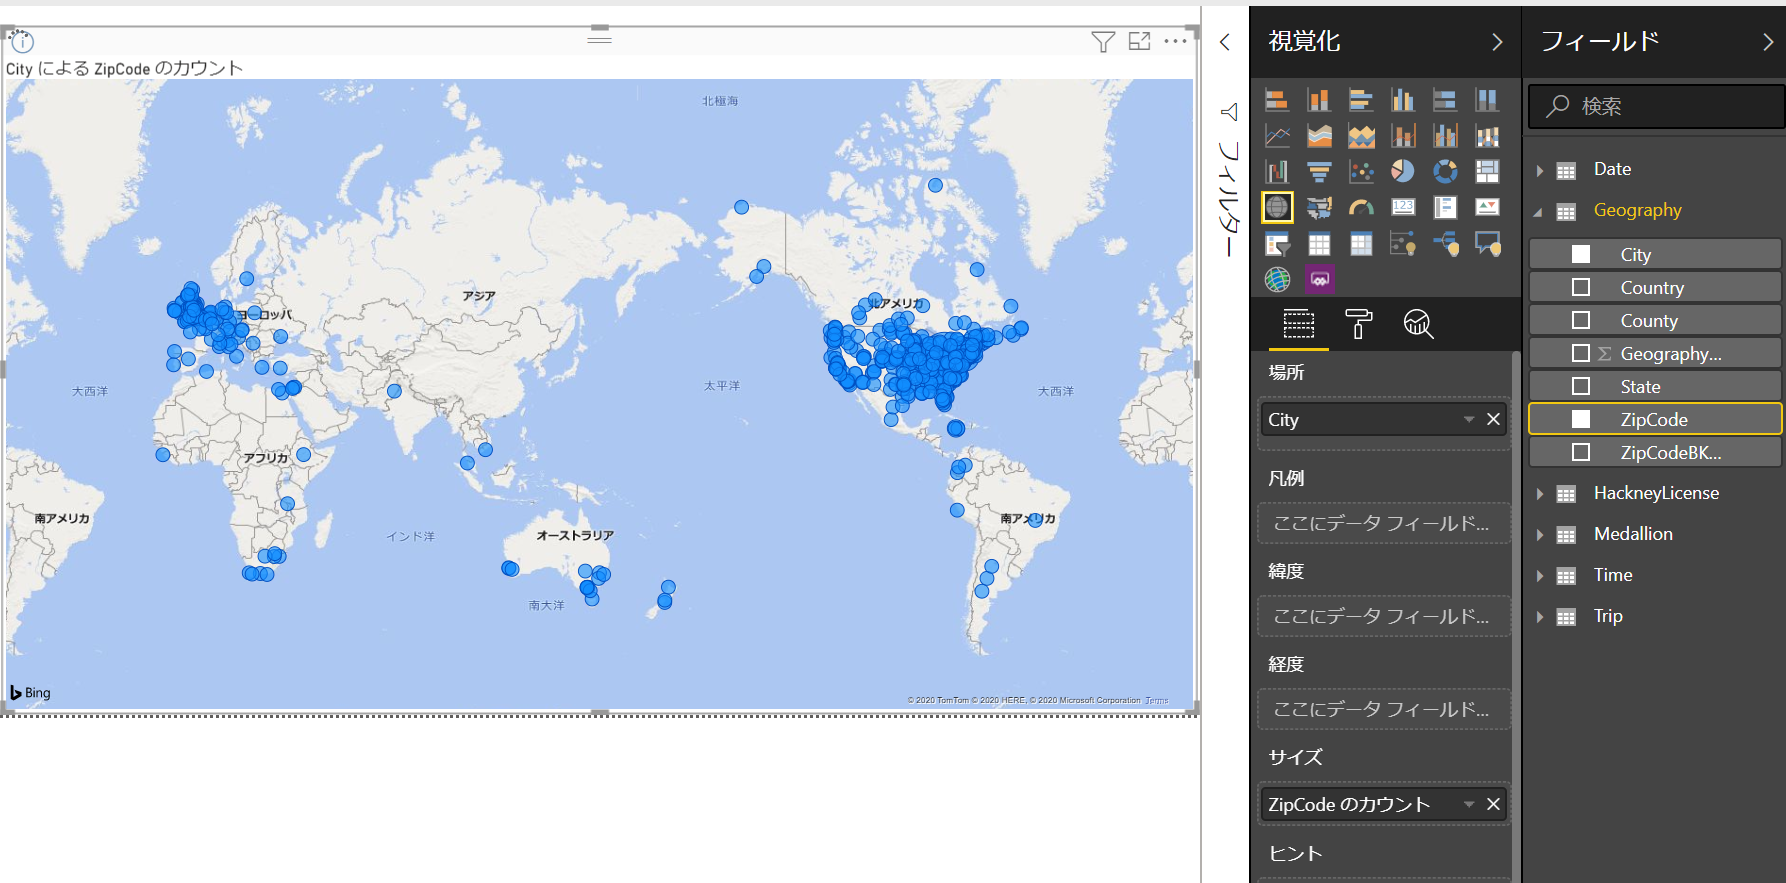 City による ZipCode のカウント
北極海
アジア
ヨーロッパ
北アメリカ
大西洋
太平洋
大西洋
アフリカ
南アメリカ
インド洋
オーストラリア
南アメリカ
南大洋
Bing
© 2020 TomTom © 2020 HERE, © 2020 Microsoft Corporation Terms
フィルター
視覚化
123
場所
City
凡例
ここにデータ フィールド...
緯度
ここにデータ フィールド...
経度
ここにデータ フィールド...
サイズ
ZipCode のカウント
ヒント
フィールド
検索
Date
Geography
City
Country
County
Σ Geography...
State
ZipCode
ZipCodeBK...
HackneyLicense
Medallion
Time
Trip